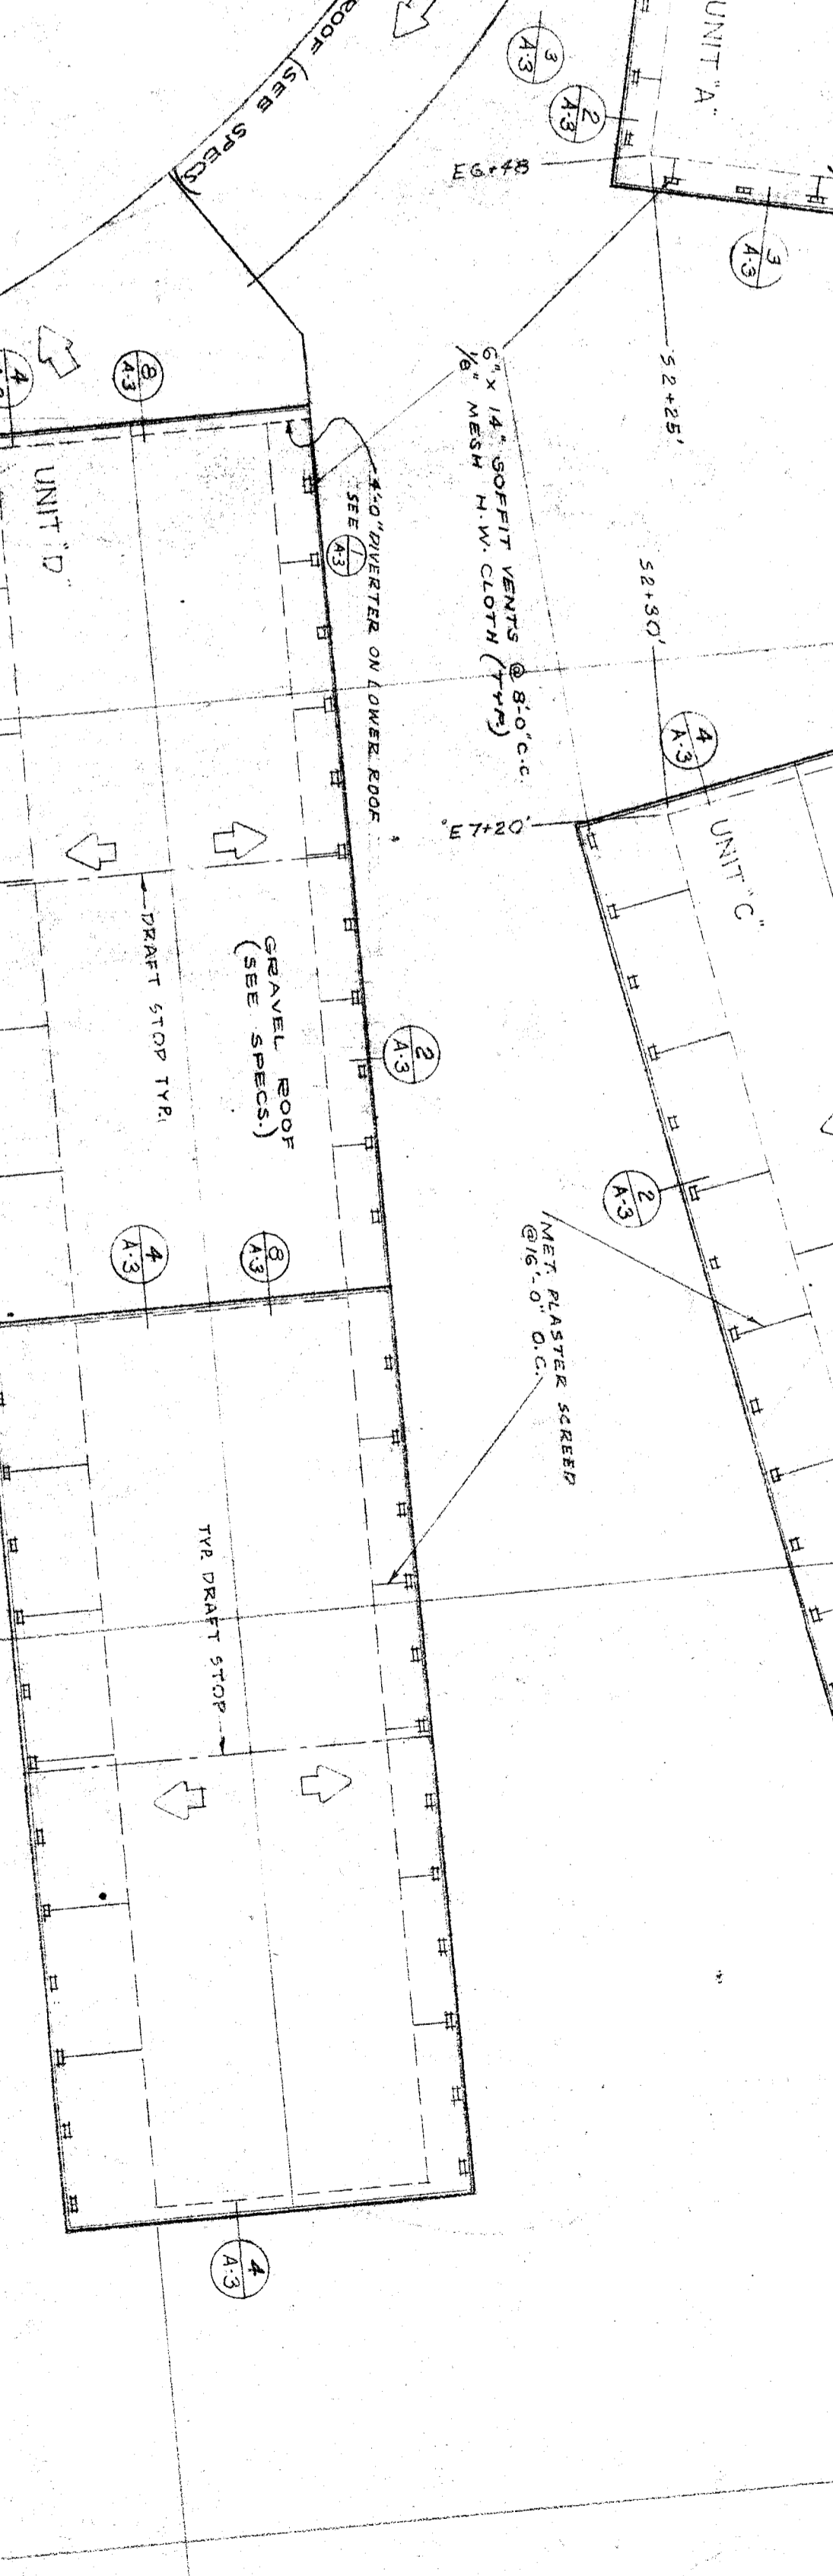 ROOF (SEE SPECS)
3
A-3
2
A-3
UNIT "A"
E6+48
3
A-3
S2+25'
8
A-3
4
UNIT "D"
4'-0" DIVERTER ON LOWER ROOF
SEE 1
A-3
6" x 14" SOFFIT VENTS @ 8'-0" C.C.
1/8" MESH H.W. CLOTH (TYP.)
S2+30'
4
A-3
E7+20'
UNIT "C"
DRAFT STOP TYP.
GRAVEL ROOF
(SEE SPECS.)
2
A-3
2
A-3
MET. PLASTER SCREED
@16'-0" O.C.
4
A-3
8
A-3
TYP. DRAFT STOP
4
A-3